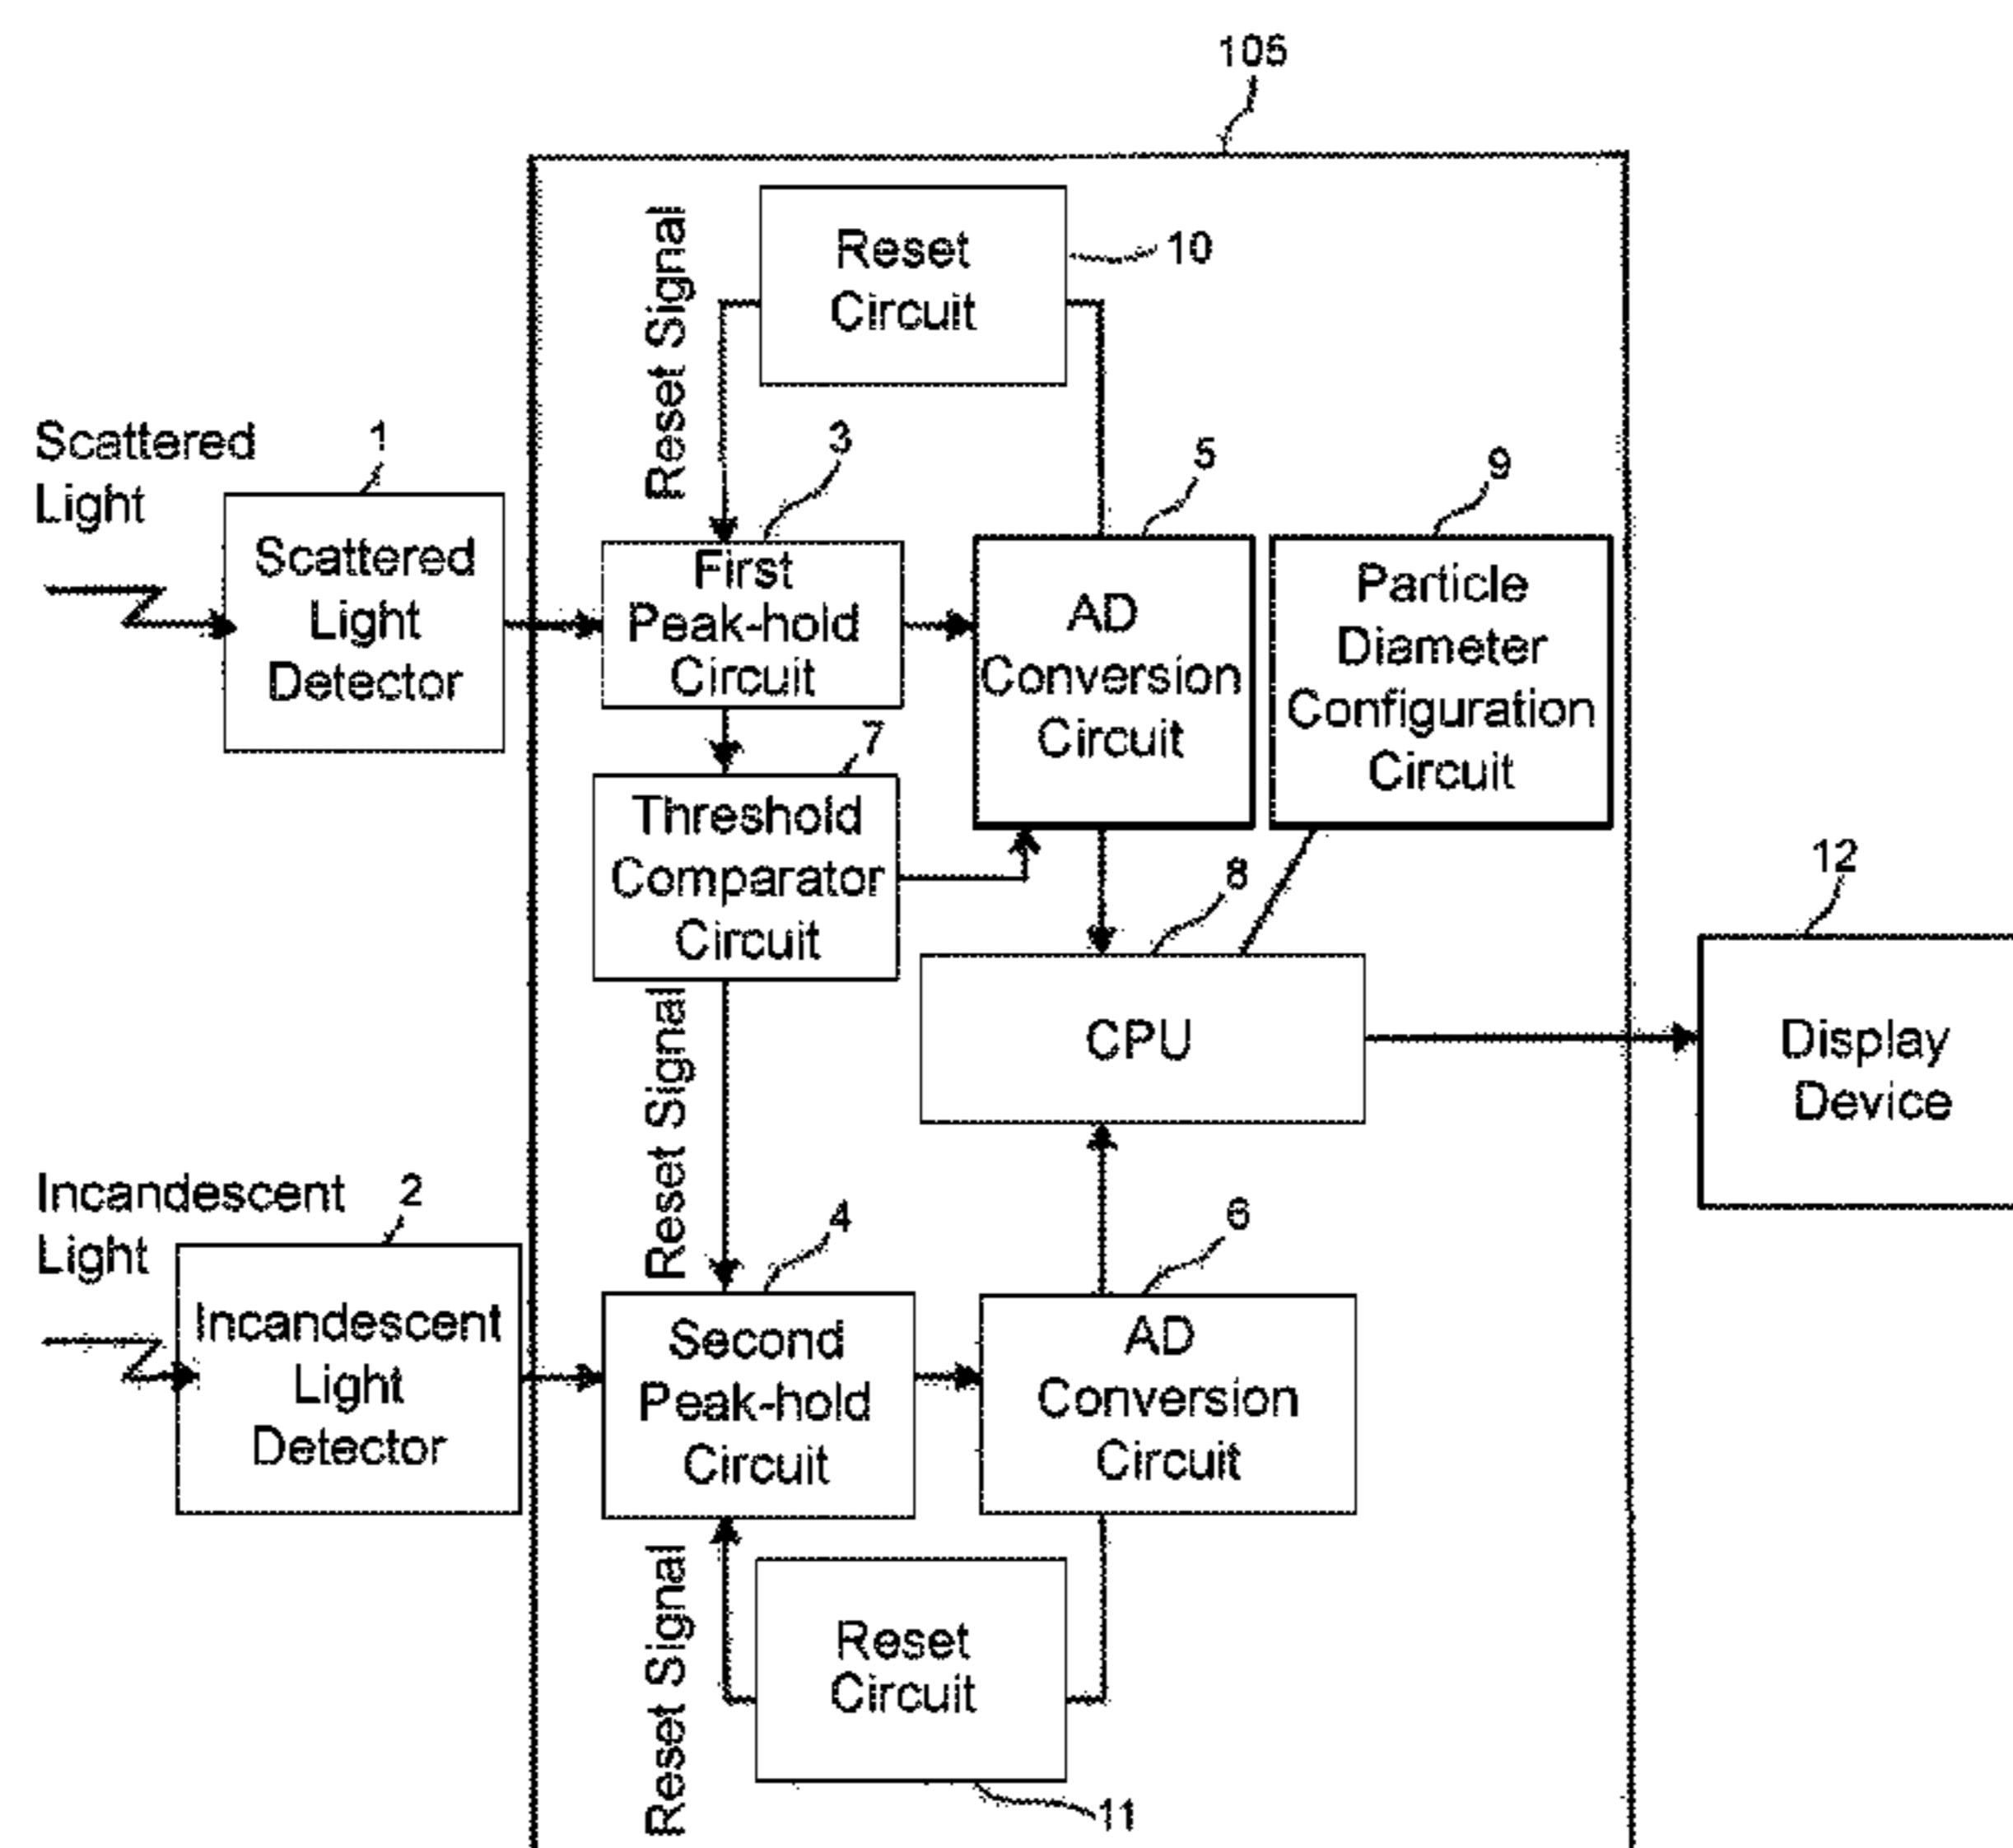 105
Reset Signal
Reset
Circuit
10
Scattered
Light
1
Scattered
Light
Detector
3
First
Peak-hold
Circuit
5
AD
Conversion
Circuit
9
Particle
Diameter
Configuration
Circuit
7
Threshold
Comparator
Circuit
8
CPU
12
Display
Device
Reset Signal
Incandescent
Light
2
Incandescent
Light
Detector
4
Second
Peak-hold
Circuit
6
AD
Conversion
Circuit
Reset Signal
Reset
Circuit
11